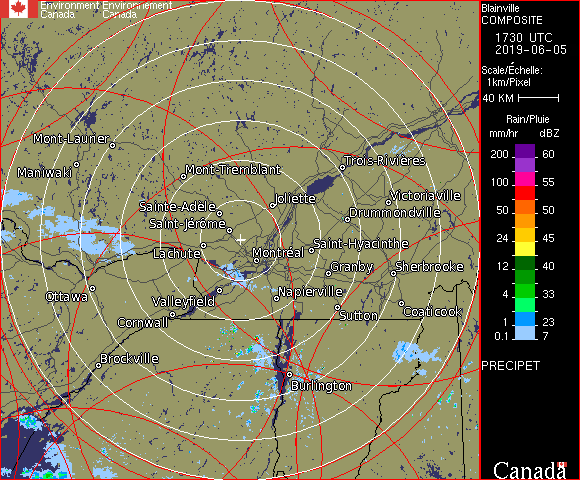 Environment Environnement
Canada Canada
Blainville
COMPOSITE
1730 UTC
2019-06-05
Scale/Échelle:
1km/Pixel
40 KM
Rain/Pluie
mm/hr dBZ
200 60
100 55
50 50
24 45
12 40
4 33
1 23
0.1 7
PRECIPET
Mont-Laurier
Maniwaki
Mont-Tremblant
Trois-Rivières
Joliette
Victoriaville
Sainte-Adèle
Drummondville
Saint-Jérôme
Lachute
Montréal
Saint-Hyacinthe
Granby
Sherbrooke
Ottawa
Valleyfield
Napierville
Cornwall
Sutton
Coaticook
Brockville
Burlington
Canada